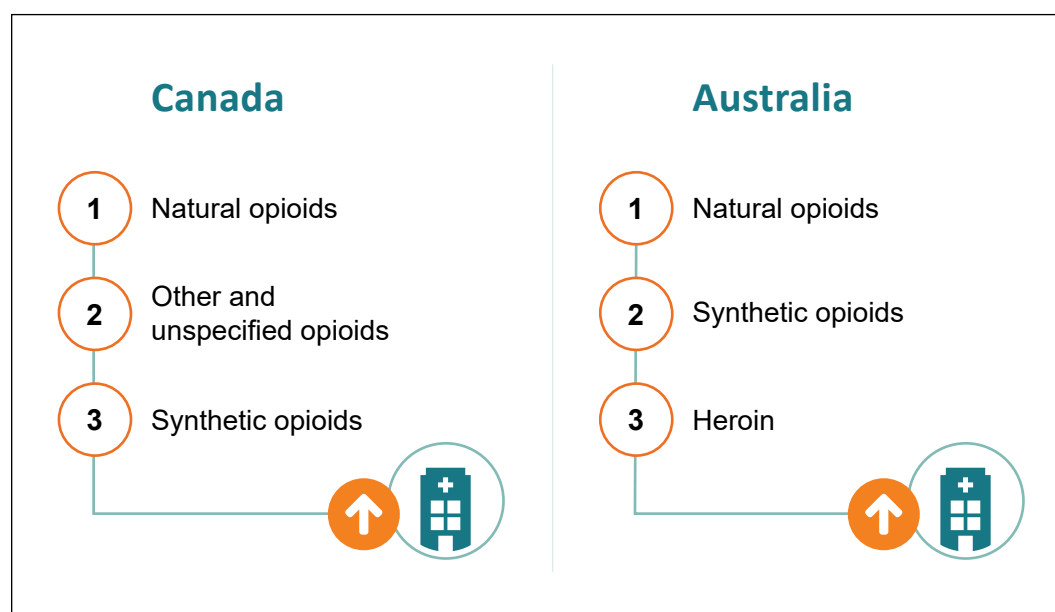 Canada
1 Natural opioids
2 Other and
unspecified opioids
3 Synthetic opioids
Australia
1 Natural opioids
2 Synthetic opioids
3 Heroin